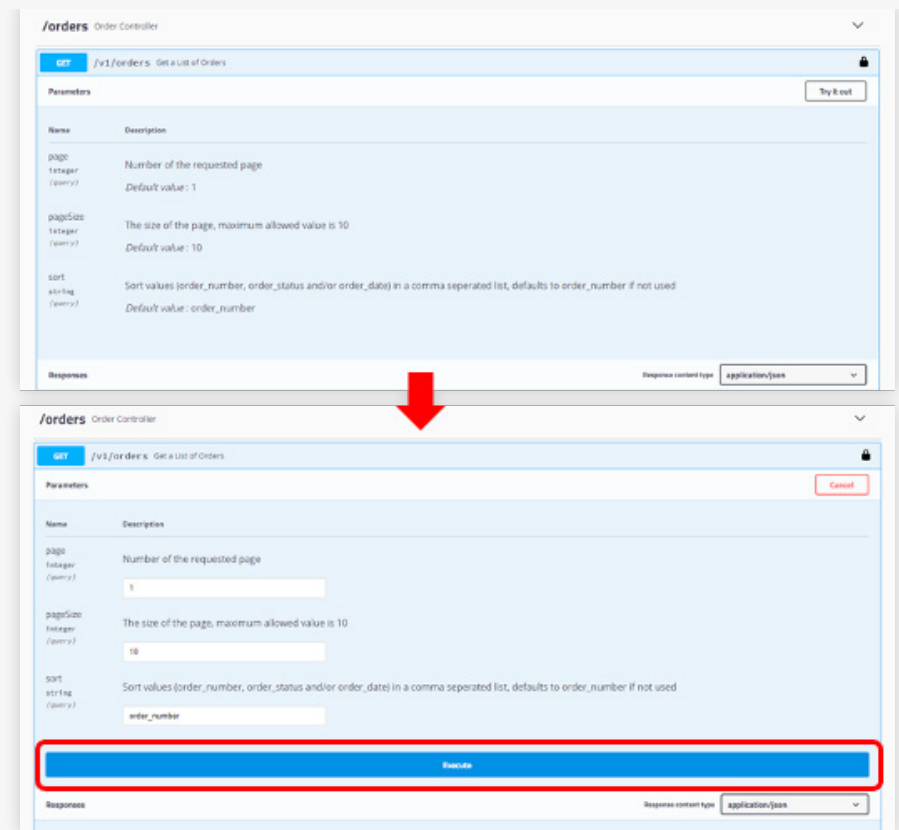 /orders Order Controller
GET /v1/orders Get a List of Orders
Parameters
Try it out
Name Description
page
integer
(query)
Number of the requested page
Default value : 1
pageSize
integer
(query)
The size of the page, maximum allowed value is 10
Default value : 10
sort
string
(query)
Sort values (order_number, order_status and/or order_date) in a comma seperated list, defaults to order_number if not used
Default value : order_number
Responses
Response content type application/json
/orders Order Controller
GET /v1/orders Get a List of Orders
Parameters
Cancel
Name Description
page
integer
(query)
Number of the requested page
1
pageSize
integer
(query)
The size of the page, maximum allowed value is 10
10
sort
string
(query)
Sort values (order_number, order_status and/or order_date) in a comma seperated list, defaults to order_number if not used
order_number
Execute
Responses
Response content type application/json